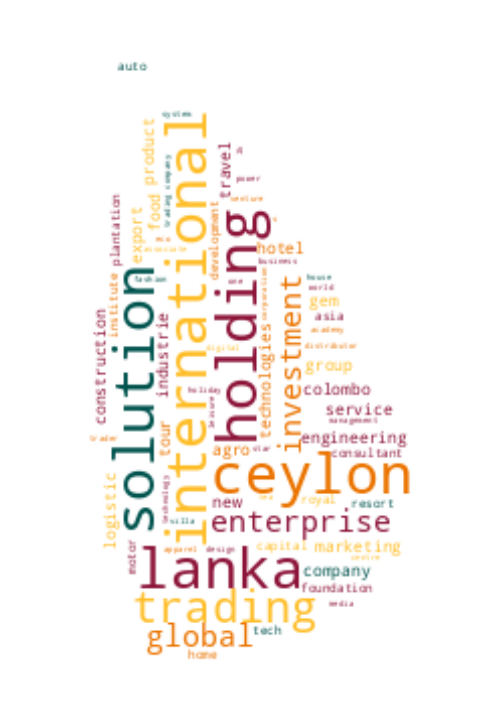 auto
system
international
product
food
trading company
travel
power
venture
export
plantation
associate
development
holding
hotel
business
fashion
one
corporation
house
world
institute
solution
investment
gem
asia
academy
construction
industrie
technologies
digital
distributor
group
holiday
leisure
colombo
service
management
trader
tour
engineering
agro
star
consultant
logistic
technology
ceylon
new
royal
resort
villa
enterprise
motor
apparel
design
capital
marketing
centre
lanka
company
foundation
trading
media
global
tech
home